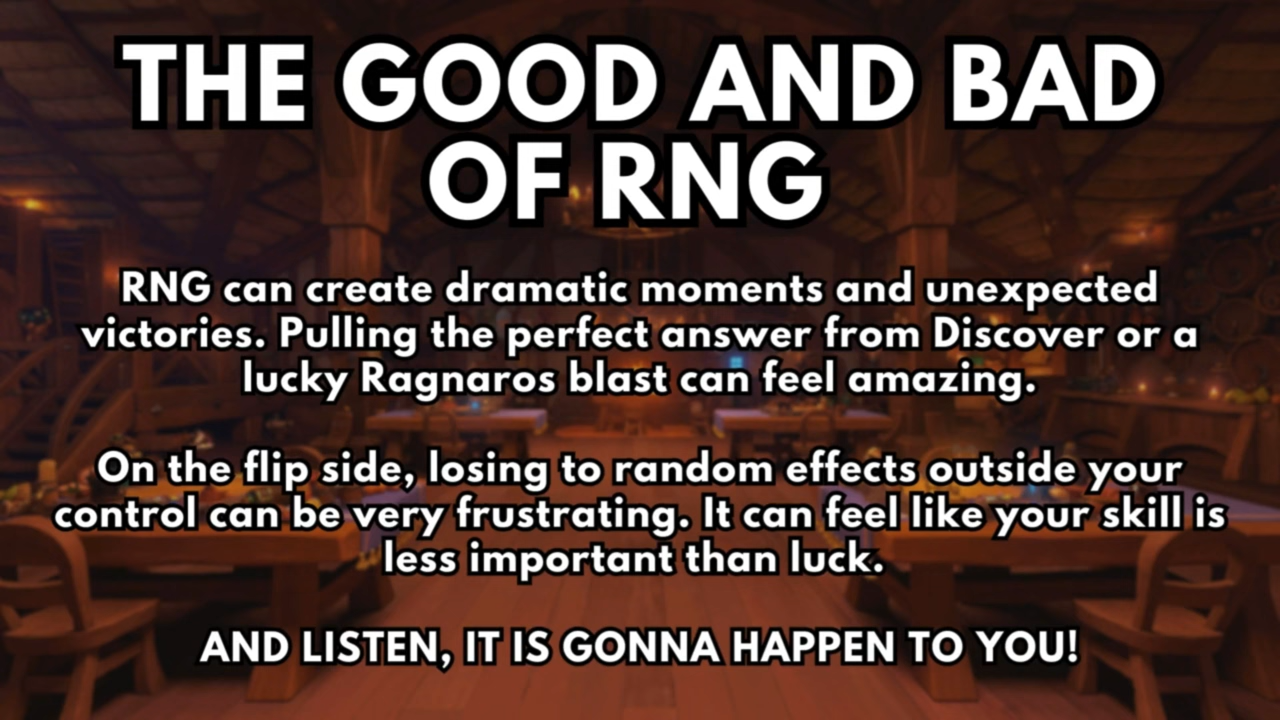 THE GOOD AND BAD
OF RNG
RNG can create dramatic moments and unexpected
victories. Pulling the perfect answer from Discover or a
lucky Ragnaros blast can feel amazing.
On the flip side, losing to random effects outside your
control can be very frustrating. It can feel like your skill is
less important than luck.
AND LISTEN, IT IS GONNA HAPPEN TO YOU!